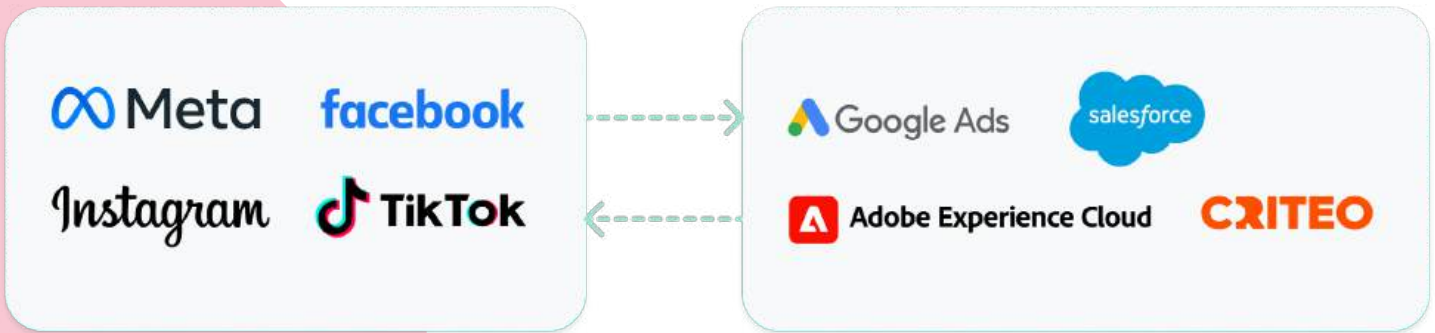 Meta facebook
Instagram TikTok
Google Ads salesforce
Adobe Experience Cloud CRITEO